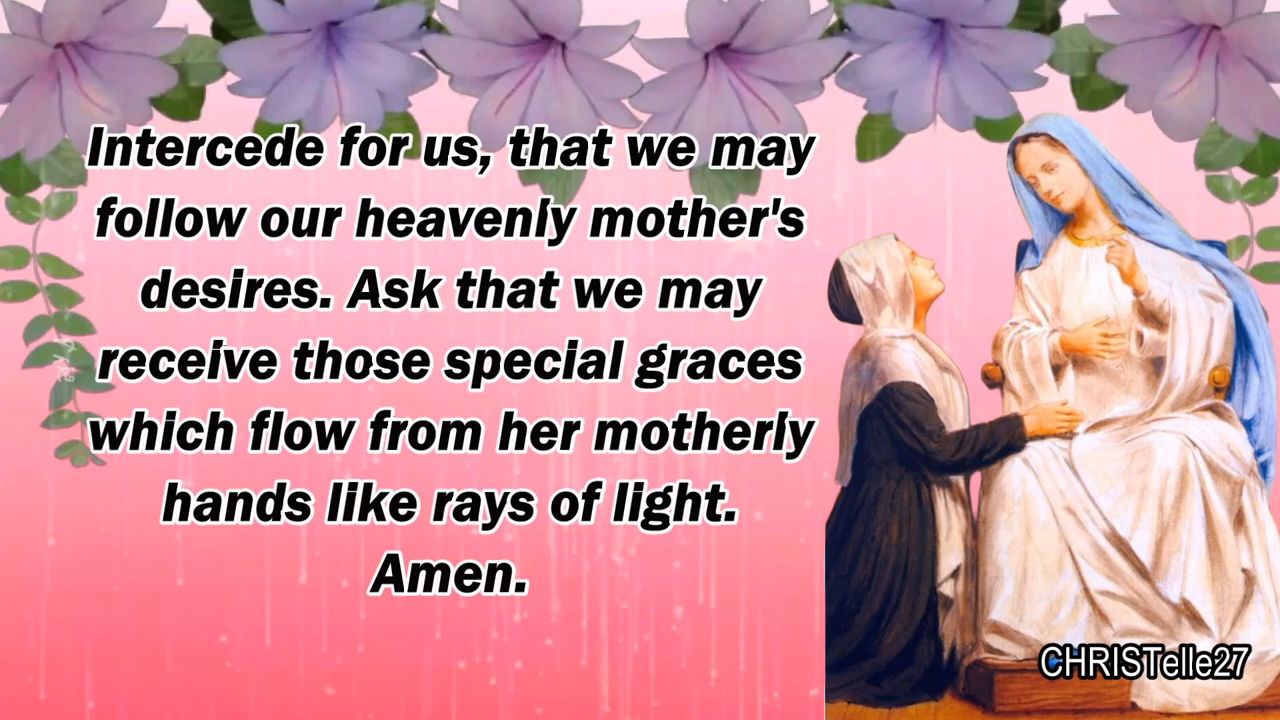 Intercede for us, that we may
follow our heavenly mother's
desires. Ask that we may
receive those special graces
which flow from her motherly
hands like rays of light.
Amen.
CHRISTelle27